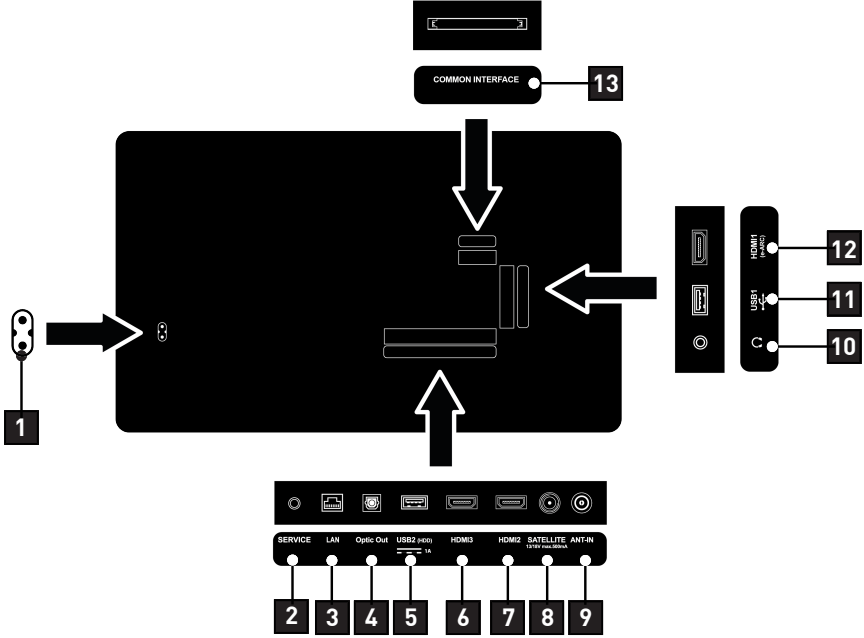 COMMON INTERFACE
13
HDMI1
(e-ARC)
12
USB1
11
10
1
SERVICE LAN Optic Out USB2 (HDD) HDMI3 HDMI2 SATELLITE ANT-IN
1A 13/18V max.500mA
2 3 4 5 6 7 8 9